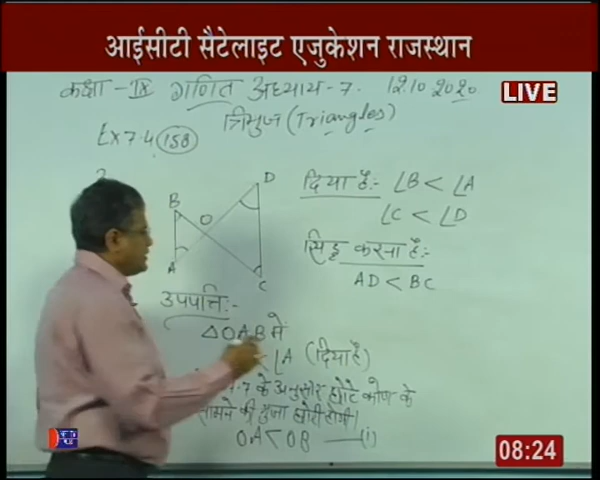 आईसीटी सैटेलाइट एजुकेशन राजस्थान
LIVE
कक्षा - IX गणित अध्याय - 7. 12.10.2020
त्रिभुज (Triangles)
Ex 7.4 (158)
B D
O
A C
दिया है:- ∠B < ∠A
∠C < ∠D
सिद्ध करना है:-
AD < BC
उपपत्ति:-
△OAB में
< ∠A (दिया है)
7 के अनुसार छोटे कोण के
सामने की भुजा छोटी होगी।
OA < OB —(i)
08:24